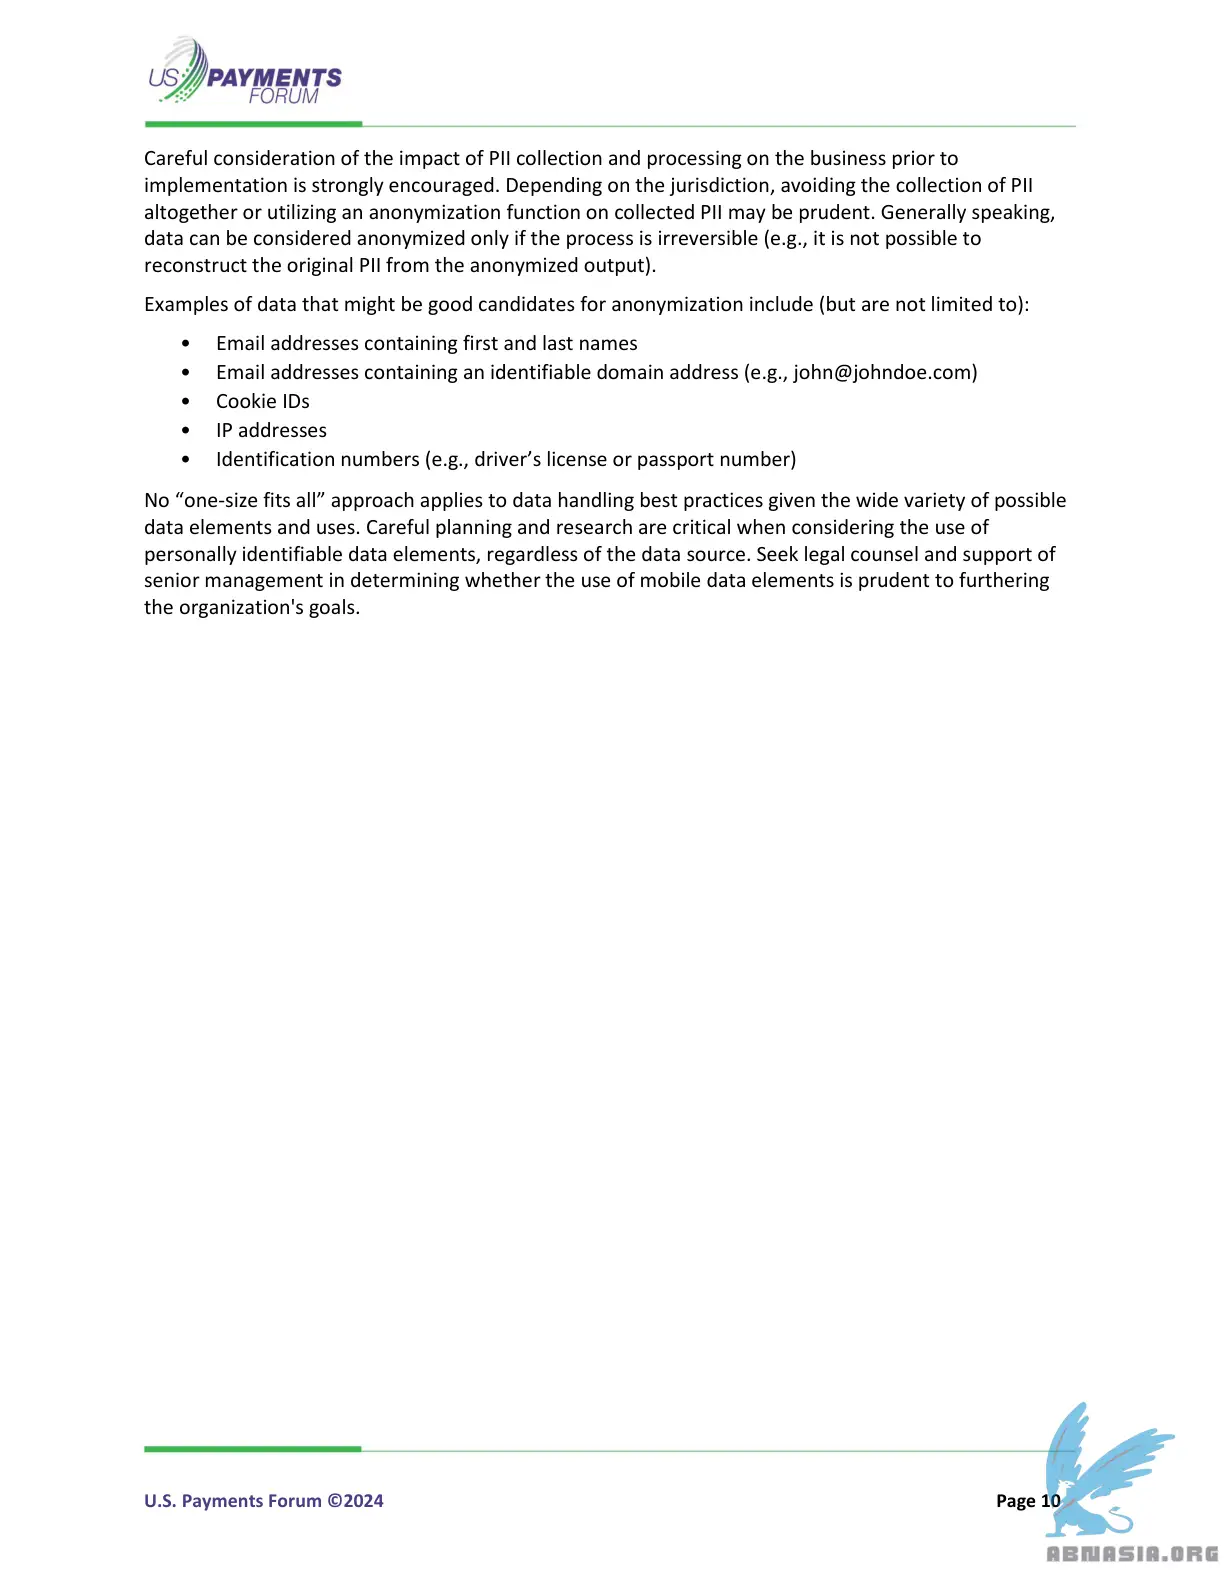 US PAYMENTS
FORUM
Careful consideration of the impact of PII collection and processing on the business prior to
implementation is strongly encouraged. Depending on the jurisdiction, avoiding the collection of PII
altogether or utilizing an anonymization function on collected PII may be prudent. Generally speaking,
data can be considered anonymized only if the process is irreversible (e.g., it is not possible to
reconstruct the original PII from the anonymized output).
Examples of data that might be good candidates for anonymization include (but are not limited to):
• Email addresses containing first and last names
• Email addresses containing an identifiable domain address (e.g., john@johndoe.com)
• Cookie IDs
• IP addresses
• Identification numbers (e.g., driver’s license or passport number)
No “one-size fits all” approach applies to data handling best practices given the wide variety of possible
data elements and uses. Careful planning and research are critical when considering the use of
personally identifiable data elements, regardless of the data source. Seek legal counsel and support of
senior management in determining whether the use of mobile data elements is prudent to furthering
the organization's goals.
U.S. Payments Forum ©2024
Page 10
ABNASIA.ORG